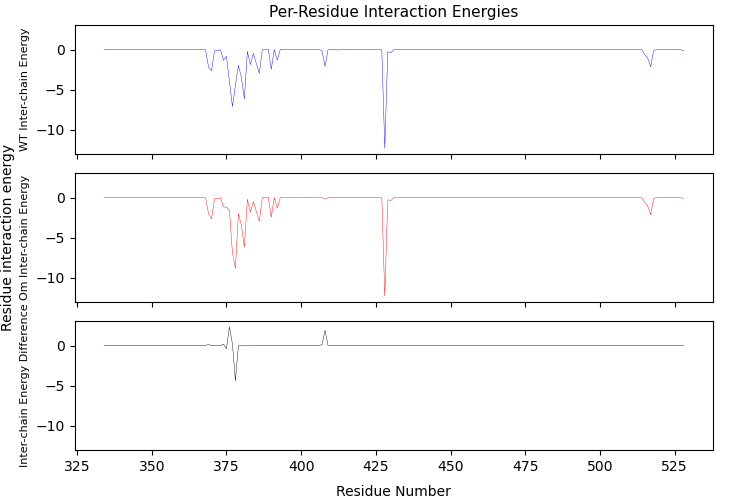 Per-Residue Interaction Energies
WT Inter-chain Energy
0
−5
−10
Residue interaction energy
Om Inter-chain Energy
0
−5
−10
Inter-chain Energy Difference
0
−5
−10
325 350 375 400 425 450 475 500 525
Residue Number